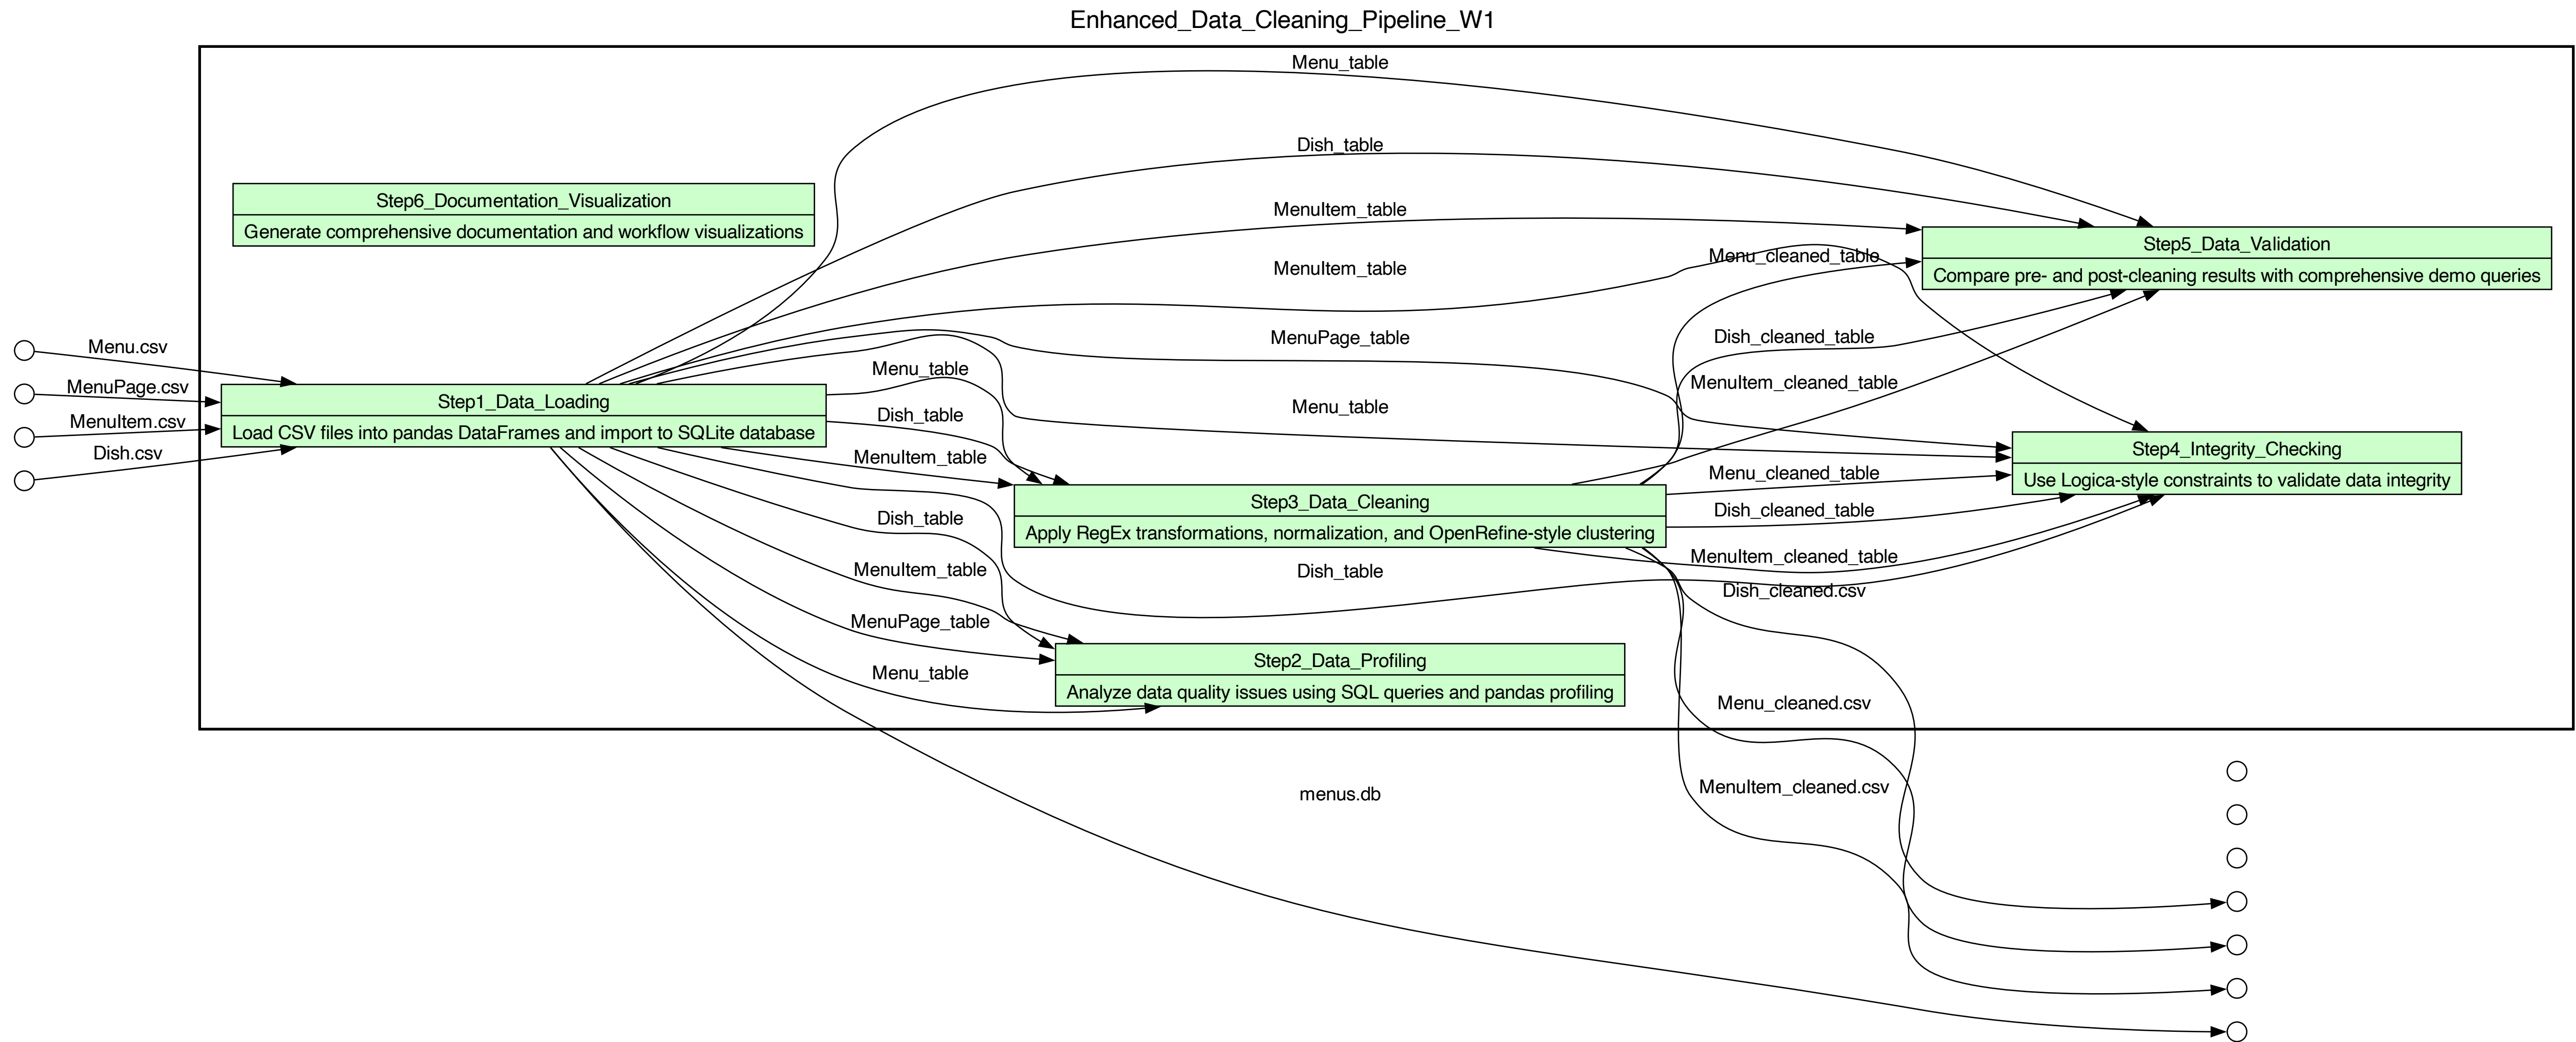 Enhanced_Data_Cleaning_Pipeline_W1
Menu_table
Dish_table
Step6_Documentation_Visualization
Generate comprehensive documentation and workflow visualizations
MenuItem_table
Step5_Data_Validation
Compare pre- and post-cleaning results with comprehensive demo queries
Menu_cleaned_table
MenuItem_table
Menu.csv
MenuPage.csv
MenuItem.csv
Dish.csv
MenuPage_table
Dish_cleaned_table
Menu_table
MenuItem_cleaned_table
Step1_Data_Loading
Load CSV files into pandas DataFrames and import to SQLite database
Menu_table
Dish_table
Step4_Integrity_Checking
Use Logica-style constraints to validate data integrity
MenuItem_table
Menu_cleaned_table
Step3_Data_Cleaning
Apply RegEx transformations, normalization, and OpenRefine-style clustering
Dish_cleaned_table
Dish_table
MenuItem_cleaned_table
MenuItem_table
Dish_table
Dish_cleaned.csv
MenuPage_table
Step2_Data_Profiling
Analyze data quality issues using SQL queries and pandas profiling
Menu_table
Menu_cleaned.csv
MenuItem_cleaned.csv
menus.db